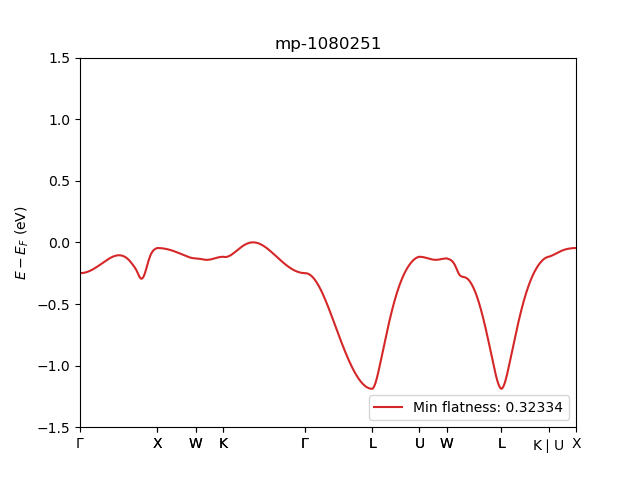 mp-1080251
E − E_F (eV)
1.5
1.0
0.5
0.0
−0.5
−1.0
−1.5
Min flatness: 0.32334
Γ X W K Γ L U W L K | U X